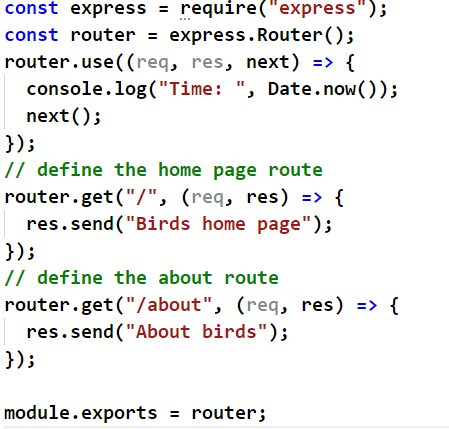 const express = require("express");
const router = express.Router();
router.use((req, res, next) => {
  console.log("Time: ", Date.now());
  next();
});
// define the home page route
router.get("/", (req, res) => {
  res.send("Birds home page");
});
// define the about route
router.get("/about", (req, res) => {
  res.send("About birds");
});

module.exports = router;